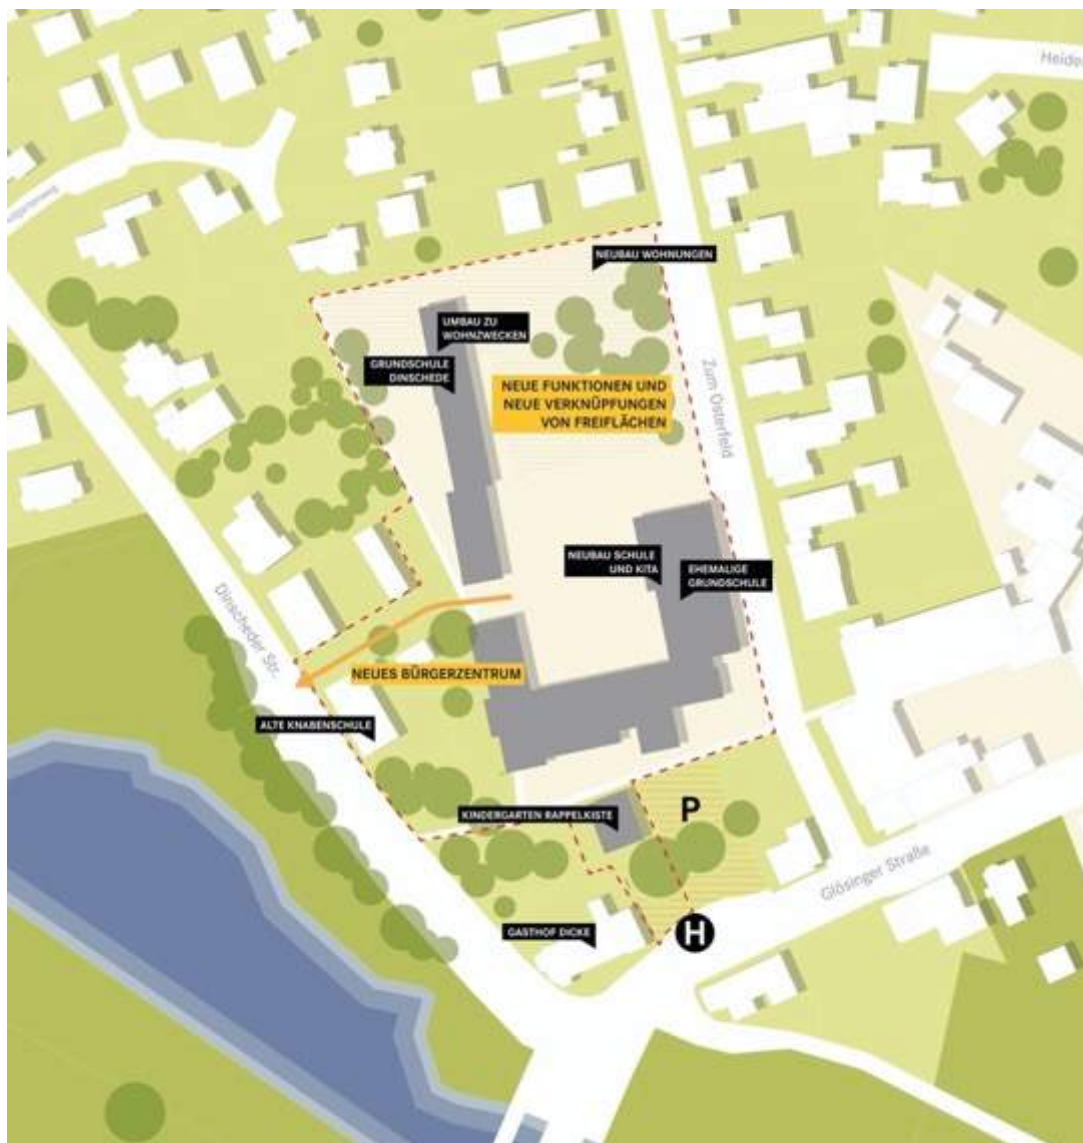 Heider
NEUBAU WOHNUNGEN
UMBAU ZU
WOHNZWECKEN
GRUNDSCHULE
DINSCHEDE
NEUE FUNKTIONEN UND
NEUE VERKNÜPFUNGEN
VON FREIFLÄCHEN
Zum Osterfeld
NEUBAU SCHULE
UND KITA
EHEMALIGE
GRUNDSCHULE
Dinscheder Str.
NEUES BÜRGERZENTRUM
ALTE KNABENSCHULE
KINDERGARTEN RAPPELKISTE
P
Glösinger Straße
GASTHOF DICKE
H